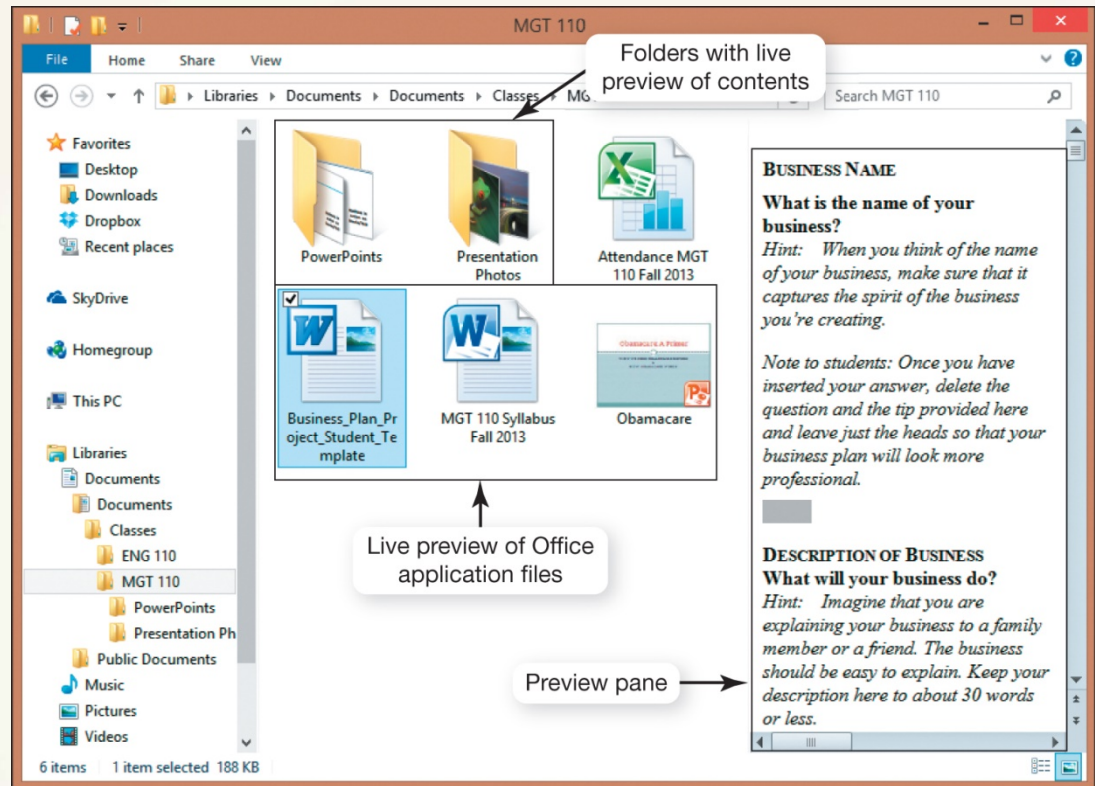 MGT 110
File Home Share View
Folders with live
preview of contents
Libraries Documents Documents Classes MG
Search MGT 110
Favorites
Desktop
Downloads
Dropbox
Recent places
SkyDrive
Homegroup
This PC
Libraries
Documents
Documents
Classes
ENG 110
MGT 110
PowerPoints
Presentation Ph
Public Documents
Music
Pictures
Videos
PowerPoints
Presentation
Photos
Attendance MGT
110 Fall 2013
Business_Plan_Pr
oject_Student_Te
mplate
MGT 110 Syllabus
Fall 2013
Obamacare
Live preview of Office
application files
Preview pane
BUSINESS NAME
What is the name of your
business?
Hint: When you think of the name
of your business, make sure that it
captures the spirit of the business
you're creating.
Note to students: Once you have
inserted your answer, delete the
question and the tip provided here
and leave just the heads so that your
business plan will look more
professional.
DESCRIPTION OF BUSINESS
What will your business do?
Hint: Imagine that you are
explaining your business to a family
member or a friend. The business
should be easy to explain. Keep your
description here to about 30 words
or less.
6 items 1 item selected 188 KB